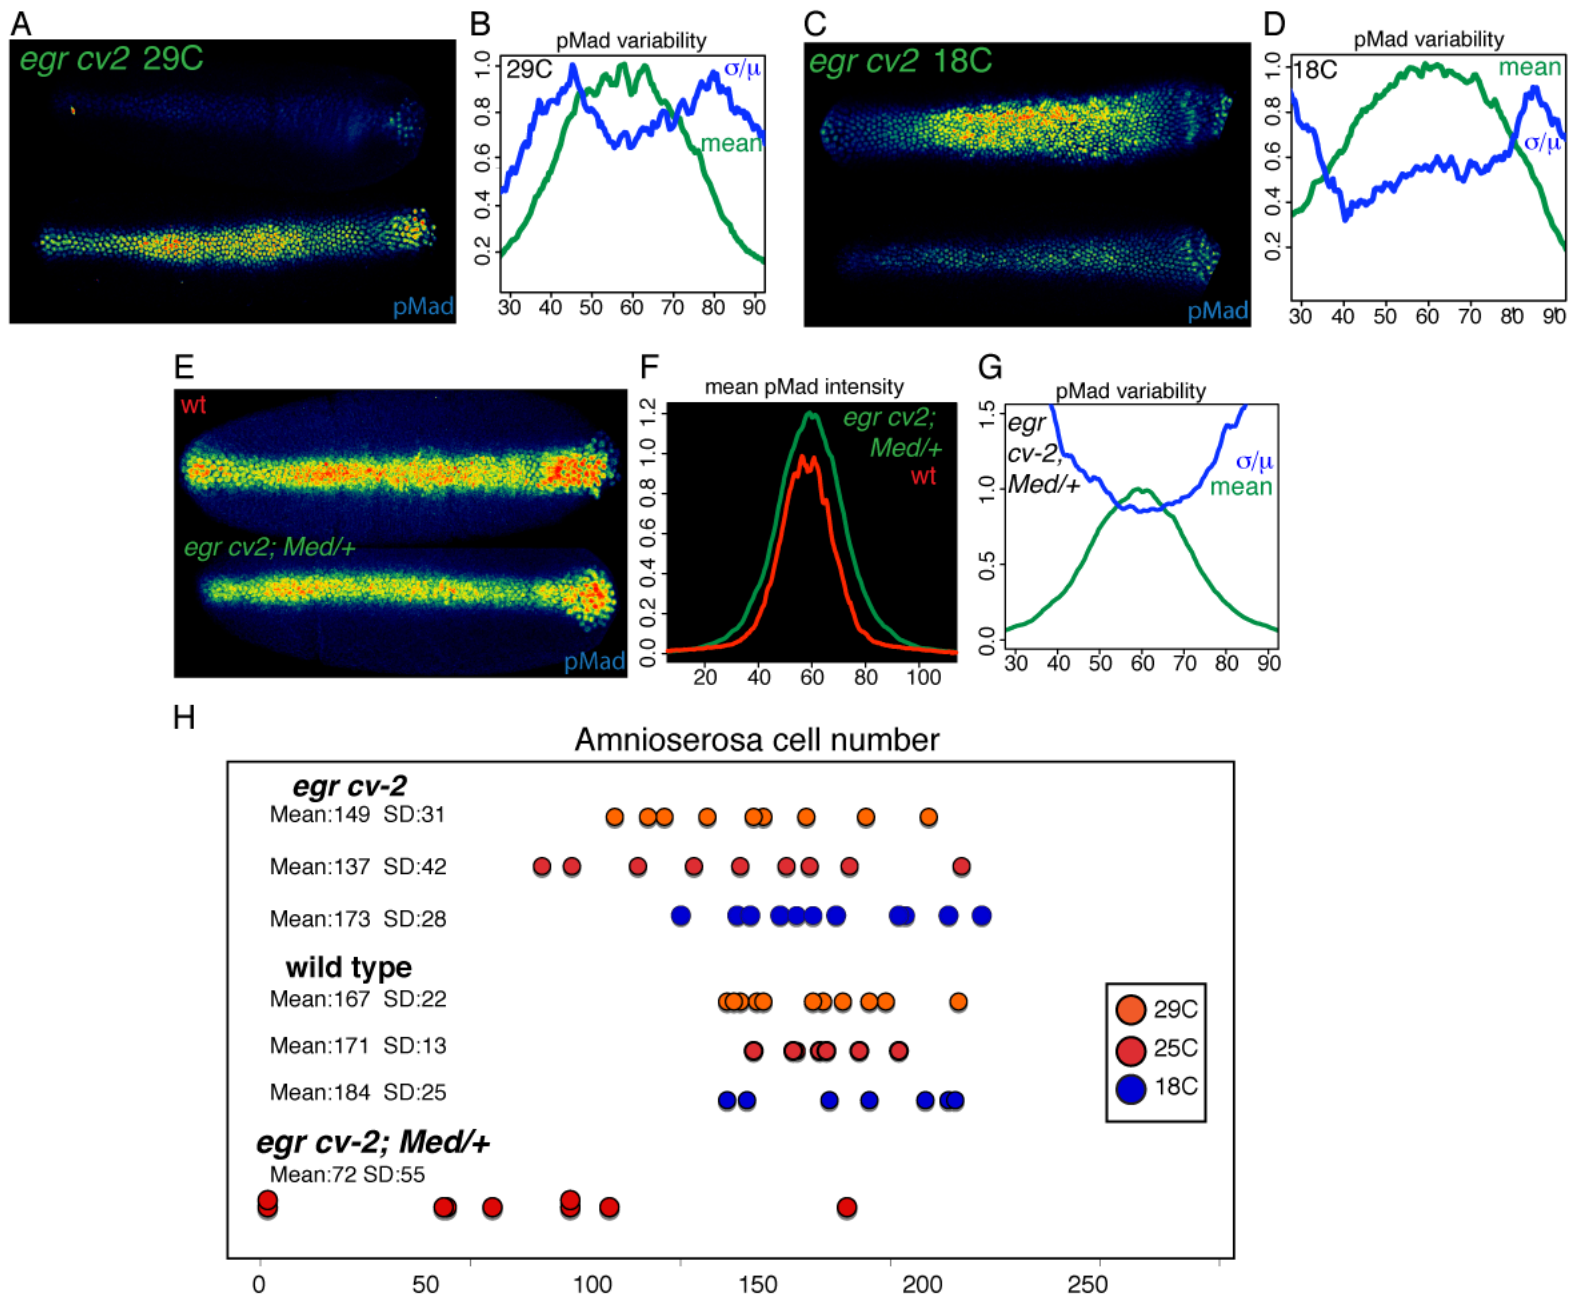 A
egr cv2 29C
pMad
B
pMad variability
29C
σ/μ
mean
1.0
0.8
0.6
0.4
0.2
30 40 50 60 70 80 90
C
egr cv2 18C
pMad
D
pMad variability
18C
mean
σ/μ
1.0
0.8
0.6
0.4
0.2
30 40 50 60 70 80 90
E
wt
egr cv2; Med/+
pMad
F
mean pMad intensity
egr cv2;
Med/+
wt
1.2
1.0
0.8
0.6
0.4
0.2
0.0
20 40 60 80 100
G
pMad variability
egr
cv-2,
Med/+
σ/μ
mean
1.5
1.0
0.5
0.0
30 40 50 60 70 80 90
H
Amnioserosa cell number
egr cv-2
Mean:149 SD:31
Mean:137 SD:42
Mean:173 SD:28
wild type
Mean:167 SD:22
Mean:171 SD:13
Mean:184 SD:25
egr cv-2; Med/+
Mean:72 SD:55
29C
25C
18C
0 50 100 150 200 250